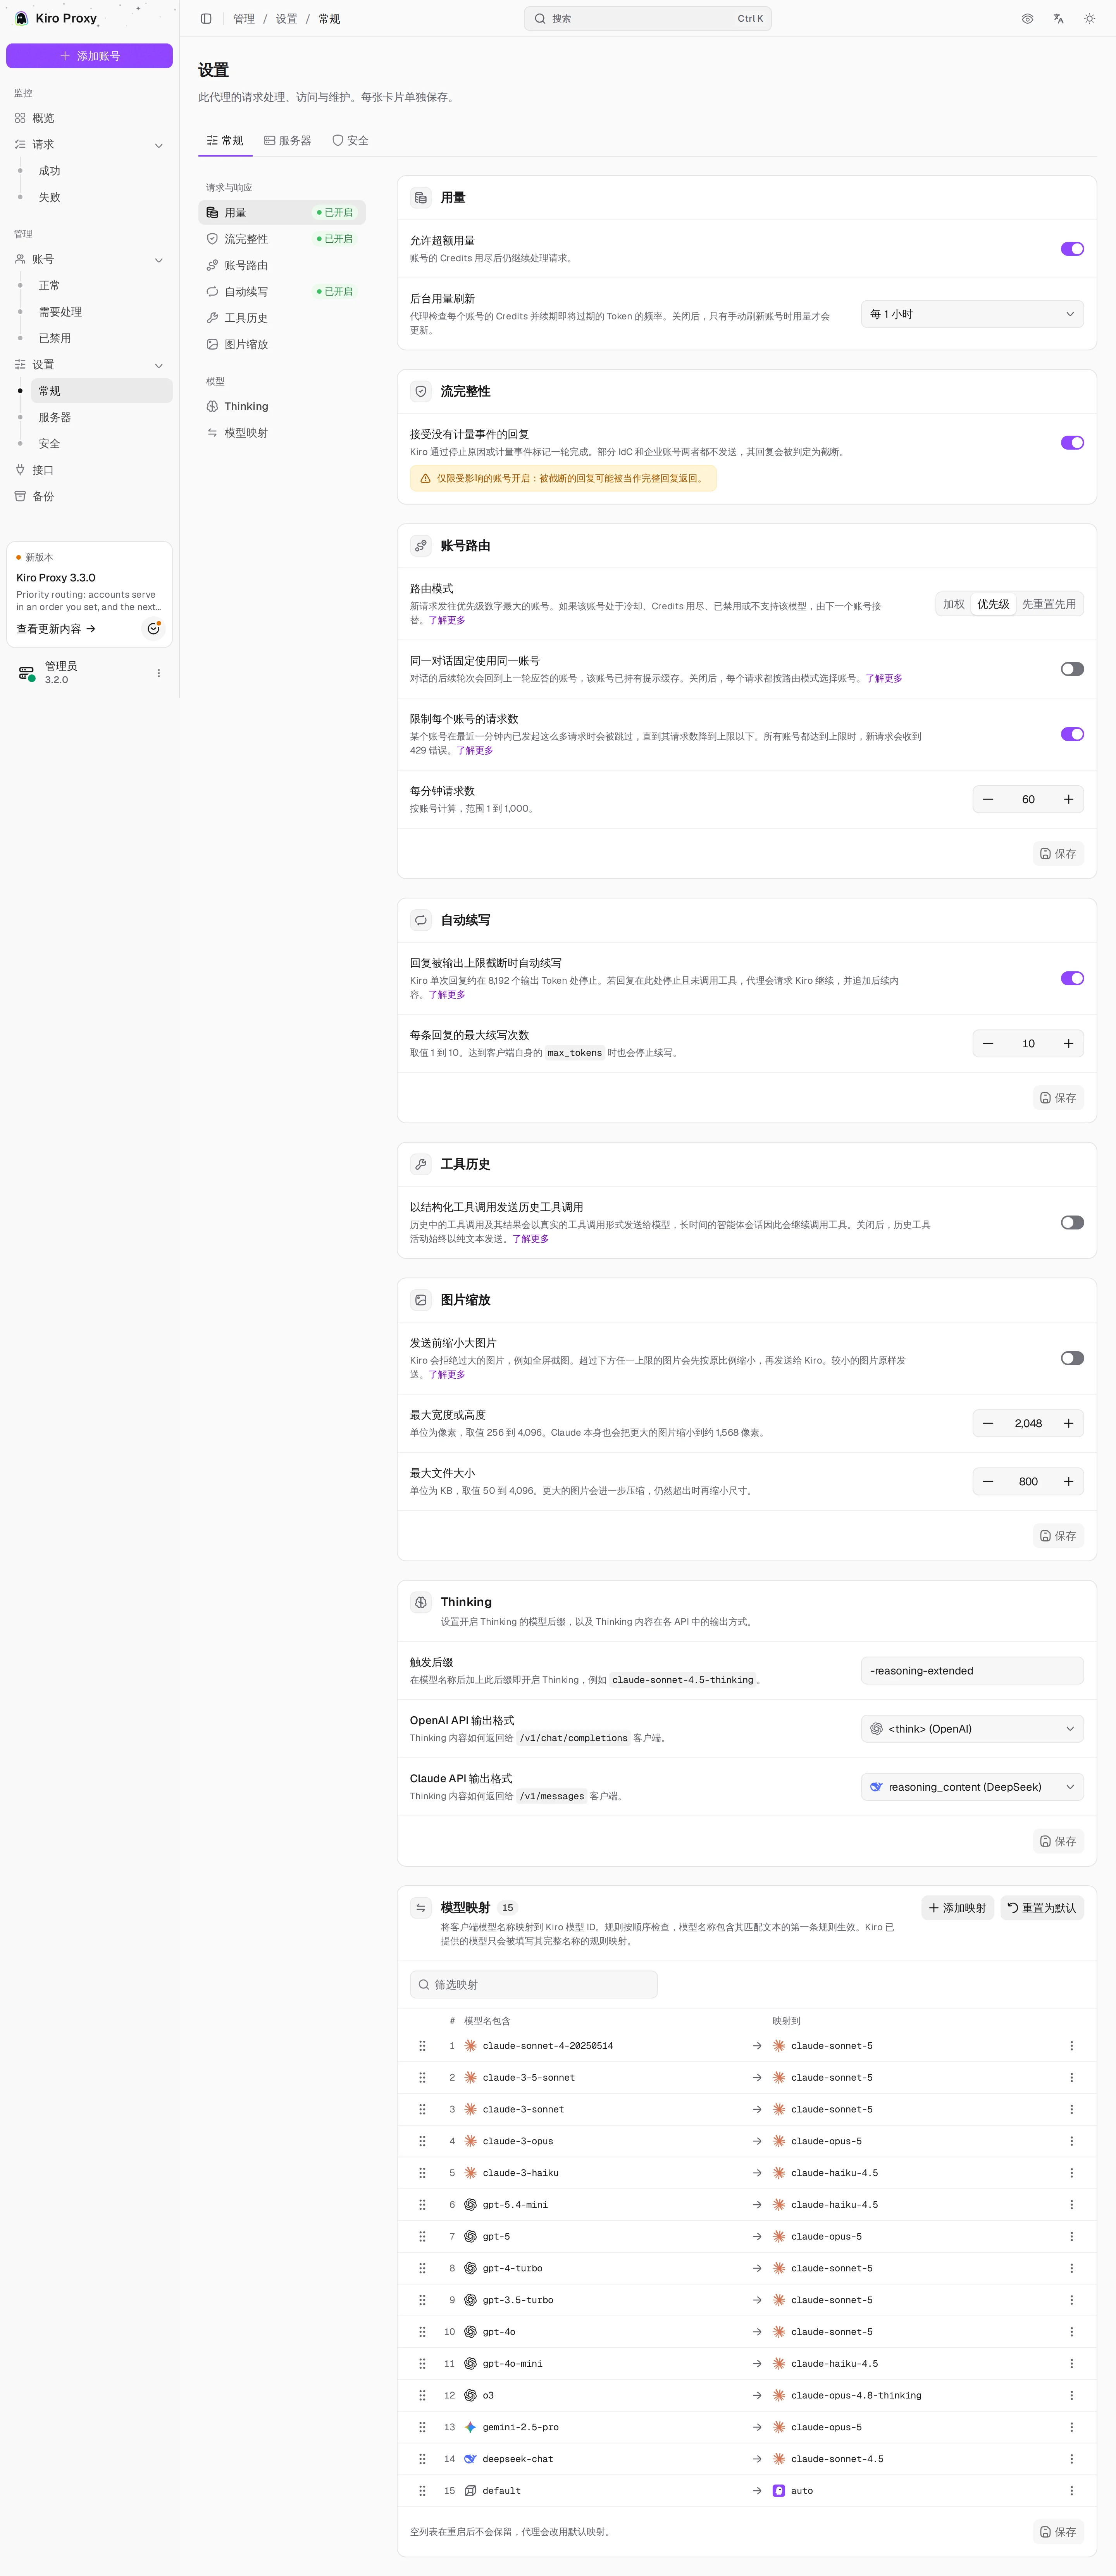 Kiro Proxy
管理 / 设置 / 常规
搜索
Ctrl K
添加账号
监控
概览
请求
成功
失败
管理
账号
正常
需要处理
已禁用
设置
常规
服务器
安全
接口
备份
新版本
Kiro Proxy 3.3.0
Priority routing: accounts serve
in an order you set, and the next...
查看更新内容 →
管理员
3.2.0
设置
此代理的请求处理、访问与维护。每张卡片单独保存。
常规
服务器
安全
请求与响应
用量
已开启
流完整性
已开启
账号路由
自动续写
已开启
工具历史
图片缩放
模型
Thinking
模型映射
用量
允许超额用量
账号的 Credits 用尽后仍继续处理请求。
后台用量刷新
代理检查每个账号的 Credits 并续期即将过期的 Token 的频率。关闭后，只有手动刷新账号时用量才会
更新。
每 1 小时
流完整性
接受没有计量事件的回复
Kiro 通过停止原因或计量事件标记一轮完成。部分 IdC 和企业账号两者都不发送，其回复会被判定为截断。
仅限受影响的账号开启：被截断的回复可能被当作完整回复返回。
账号路由
路由模式
新请求发往优先级数字最大的账号。如果该账号处于冷却、Credits 用尽、已禁用或不支持该模型，由下一个账号接
替。了解更多
加权
优先级
先重置先用
同一对话固定使用同一账号
对话的后续轮次会回到上一轮应答的账号，该账号已持有提示缓存。关闭后，每个请求都按路由模式选择账号。了解更多
限制每个账号的请求数
某个账号在最近一分钟内已发起这么多请求时会被跳过，直到其请求数降到上限以下。所有账号都达到上限时，新请求会收到
429 错误。了解更多
每分钟请求数
按账号计算，范围 1 到 1,000。
60
保存
自动续写
回复被输出上限截断时自动续写
Kiro 单次回复约在 8,192 个输出 Token 处停止。若回复在此处停止且未调用工具，代理会请求 Kiro 继续，并追加后续内
容。了解更多
每条回复的最大续写次数
取值 1 到 10。达到客户端自身的 max_tokens 时也会停止续写。
10
保存
工具历史
以结构化工具调用发送历史工具调用
历史中的工具调用及其结果会以真实的工具调用形式发送给模型，长时间的智能体会话因此会继续调用工具。关闭后，历史工具
活动始终以纯文本发送。了解更多
图片缩放
发送前缩小大图片
Kiro 会拒绝过大的图片，例如全屏截图。超过下方任一上限的图片会先按原比例缩小，再发送给 Kiro。较小的图片原样发
送。了解更多
最大宽度或高度
单位为像素，取值 256 到 4,096。Claude 本身也会把更大的图片缩小到约 1,568 像素。
2,048
最大文件大小
单位为 KB，取值 50 到 4,096。更大的图片会进一步压缩，仍然超出时再缩小尺寸。
800
保存
Thinking
设置开启 Thinking 的模型后缀，以及 Thinking 内容在各 API 中的输出方式。
触发后缀
在模型名称后加上此后缀即开启 Thinking，例如 claude-sonnet-4.5-thinking 。
-reasoning-extended
OpenAI API 输出格式
Thinking 内容如何返回给 /v1/chat/completions 客户端。
<think> (OpenAI)
Claude API 输出格式
Thinking 内容如何返回给 /v1/messages 客户端。
reasoning_content (DeepSeek)
保存
模型映射 15
将客户端模型名称映射到 Kiro 模型 ID。规则按顺序检查，模型名称包含其匹配文本的第一条规则生效。Kiro 已
提供的模型只会被填写其完整名称的规则映射。
添加映射
重置为默认
筛选映射
# 模型名包含 映射到
1 claude-sonnet-4-20250514 → claude-sonnet-5
2 claude-3-5-sonnet → claude-sonnet-5
3 claude-3-sonnet → claude-sonnet-5
4 claude-3-opus → claude-opus-5
5 claude-3-haiku → claude-haiku-4.5
6 gpt-5.4-mini → claude-haiku-4.5
7 gpt-5 → claude-opus-5
8 gpt-4-turbo → claude-sonnet-5
9 gpt-3.5-turbo → claude-sonnet-5
10 gpt-4o → claude-sonnet-5
11 gpt-4o-mini → claude-haiku-4.5
12 o3 → claude-opus-4.8-thinking
13 gemini-2.5-pro → claude-opus-5
14 deepseek-chat → claude-sonnet-4.5
15 default → auto
空列表在重启后不会保留，代理会改用默认映射。
保存